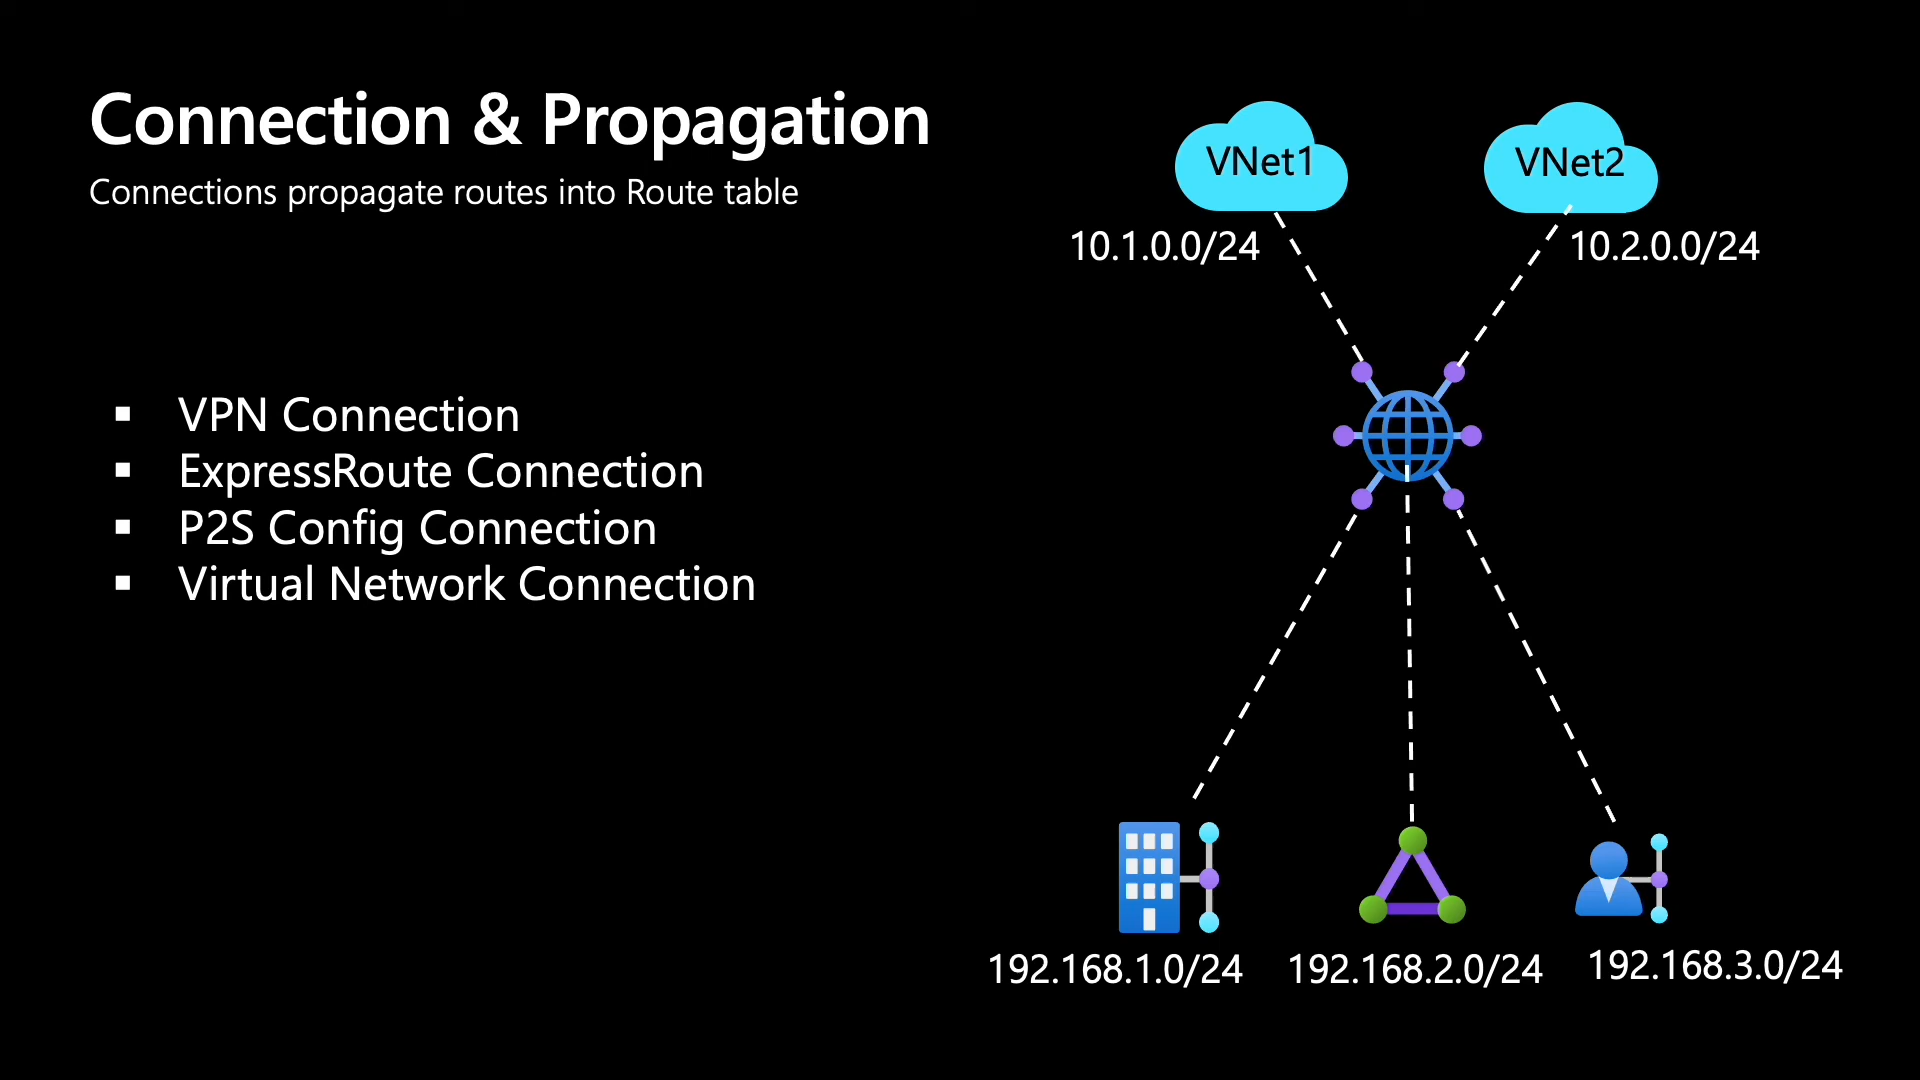 Connection & Propagation
Connections propagate routes into Route table
▪ VPN Connection
▪ ExpressRoute Connection
▪ P2S Config Connection
▪ Virtual Network Connection
VNet1
VNet2
10.1.0.0/24
10.2.0.0/24
192.168.1.0/24
192.168.2.0/24
192.168.3.0/24